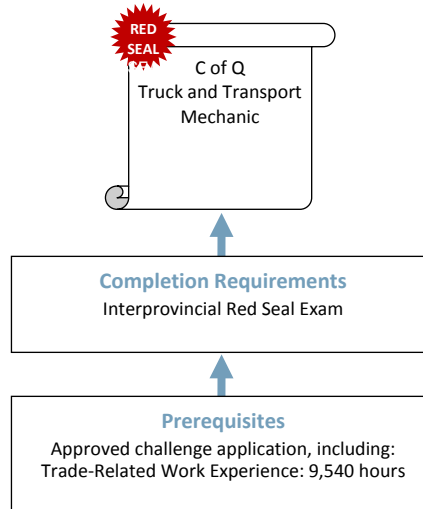 RED
SEAL
C of Q
Truck and Transport
Mechanic
Completion Requirements
Interprovincial Red Seal Exam
Prerequisites
Approved challenge application, including:
Trade-Related Work Experience: 9,540 hours